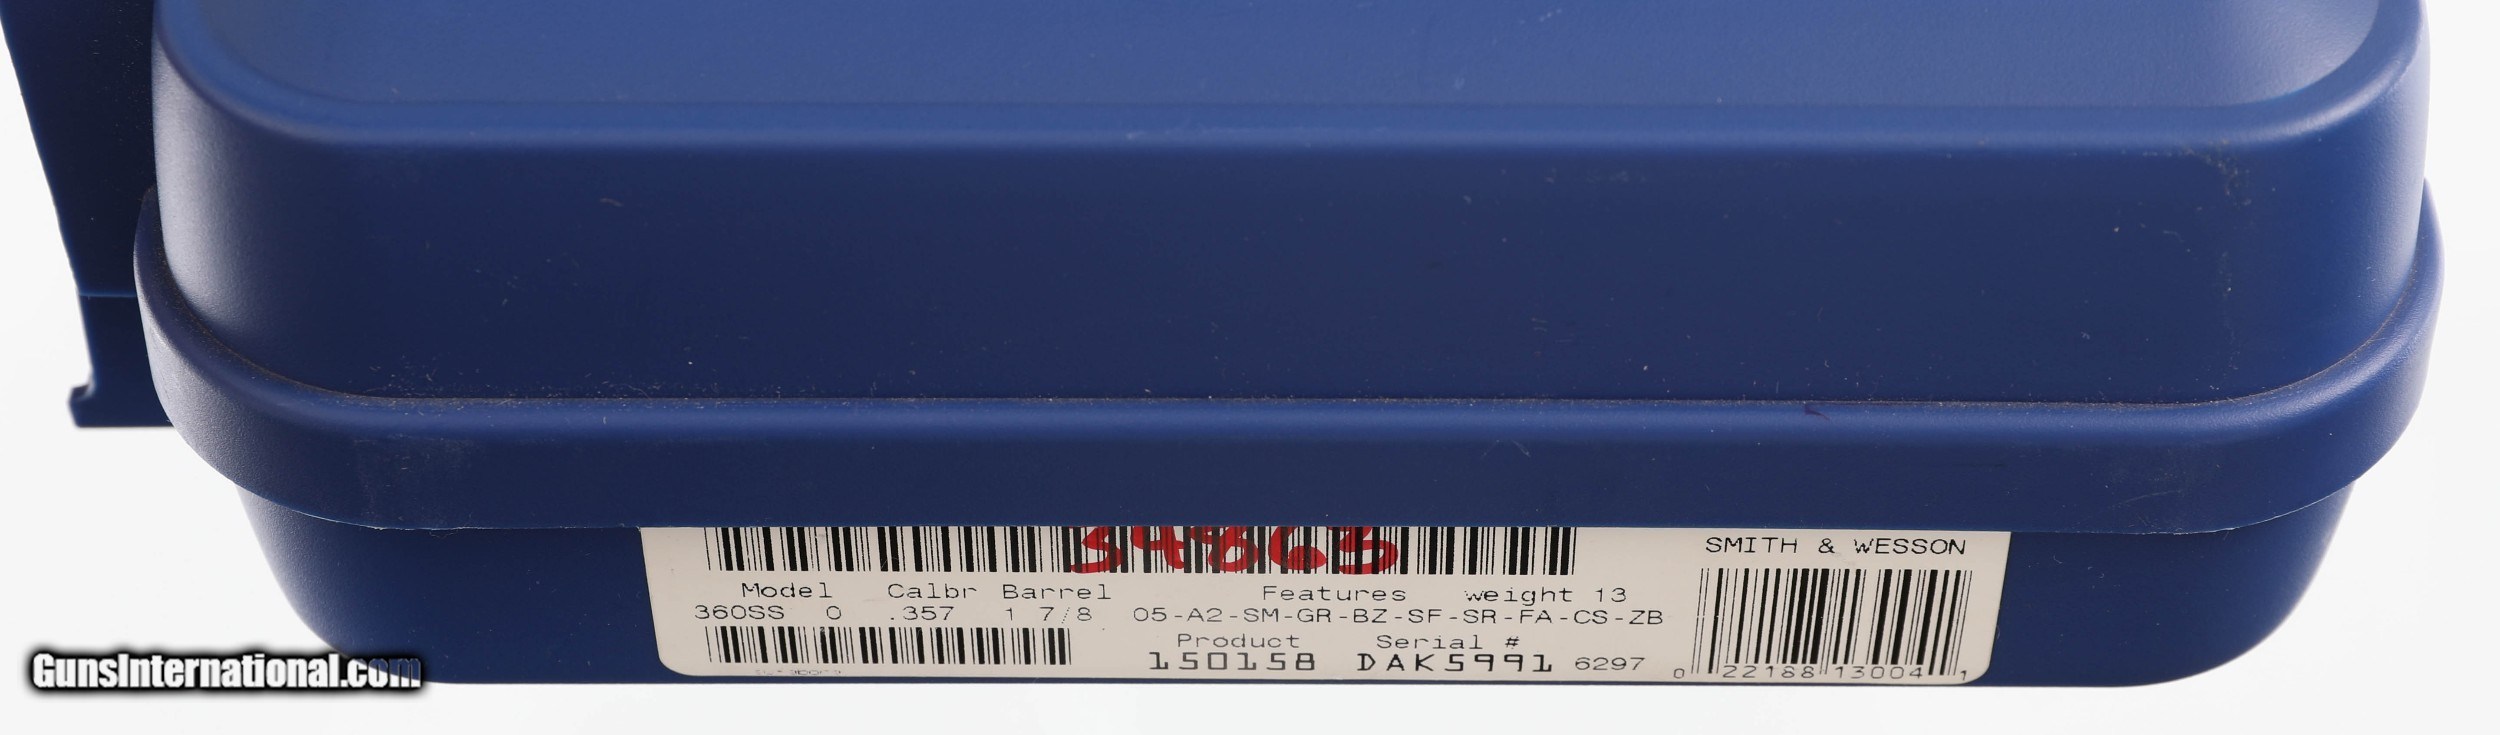 34863
SMITH & WESSON
Model Calbr Barrel Features weight 13
360SS 0 .357 1 7/8 05-A2-SM-GR-BZ-SF-SR-FA-CS-ZB
Product Serial #
150158 DAK5991 6297
0 22188 13004 1
GunsInternational.com